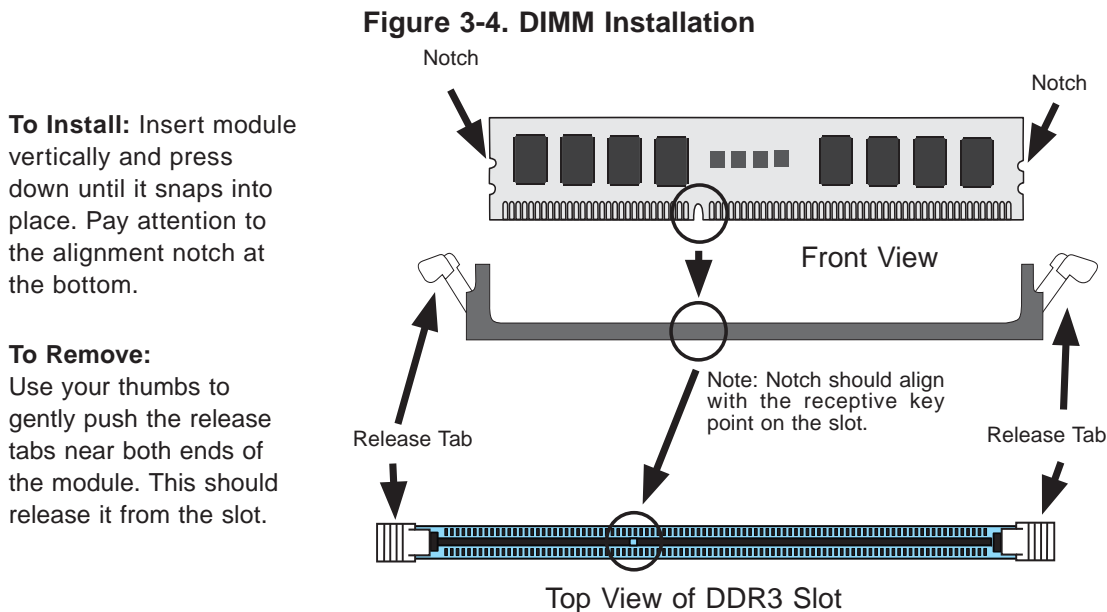 Figure 3-4. DIMM Installation
Notch
Notch
To Install: Insert module
vertically and press
down until it snaps into
place. Pay attention to
the alignment notch at
the bottom.
Front View
To Remove:
Use your thumbs to
gently push the release
tabs near both ends of
the module. This should
release it from the slot.
Note: Notch should align
with the receptive key
point on the slot.
Release Tab
Release Tab
Top View of DDR3 Slot